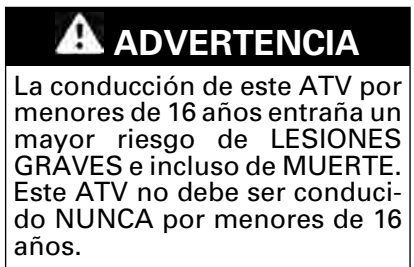 ADVERTENCIA
La conducción de este ATV por
menores de 16 años entraña un
mayor riesgo de LESIONES
GRAVES e incluso de MUERTE.
Este ATV no debe ser conduci-
do NUNCA por menores de 16
años.